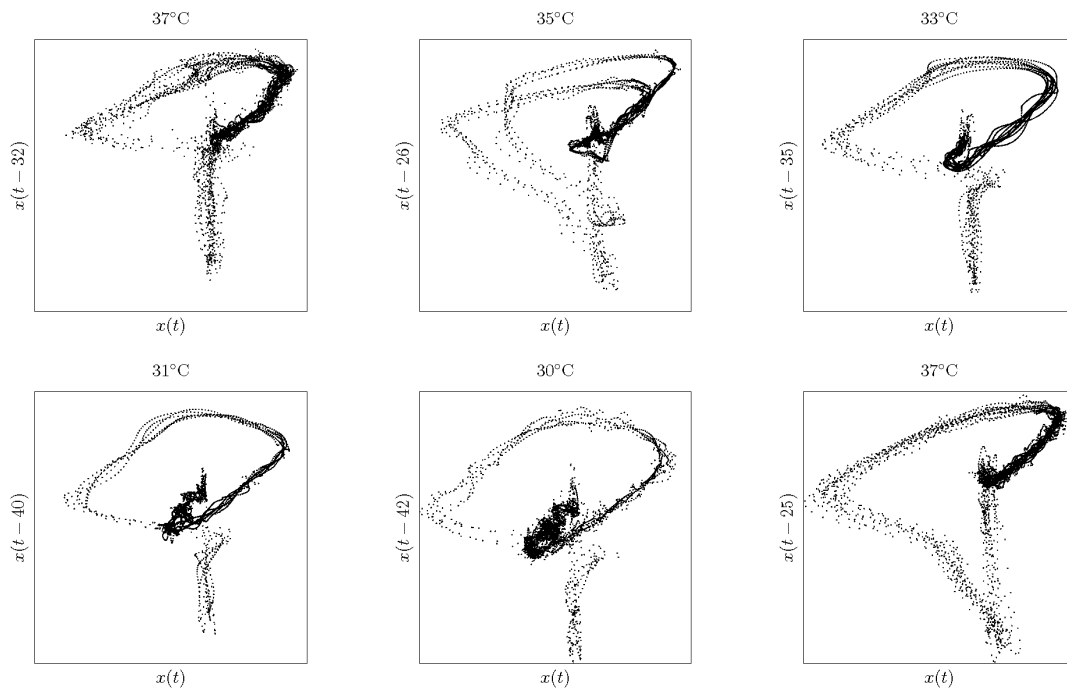 37°C
35°C
33°C
x(t − 32)
x(t − 26)
x(t − 35)
x(t)
x(t)
x(t)
31°C
30°C
37°C
x(t − 40)
x(t − 42)
x(t − 25)
x(t)
x(t)
x(t)